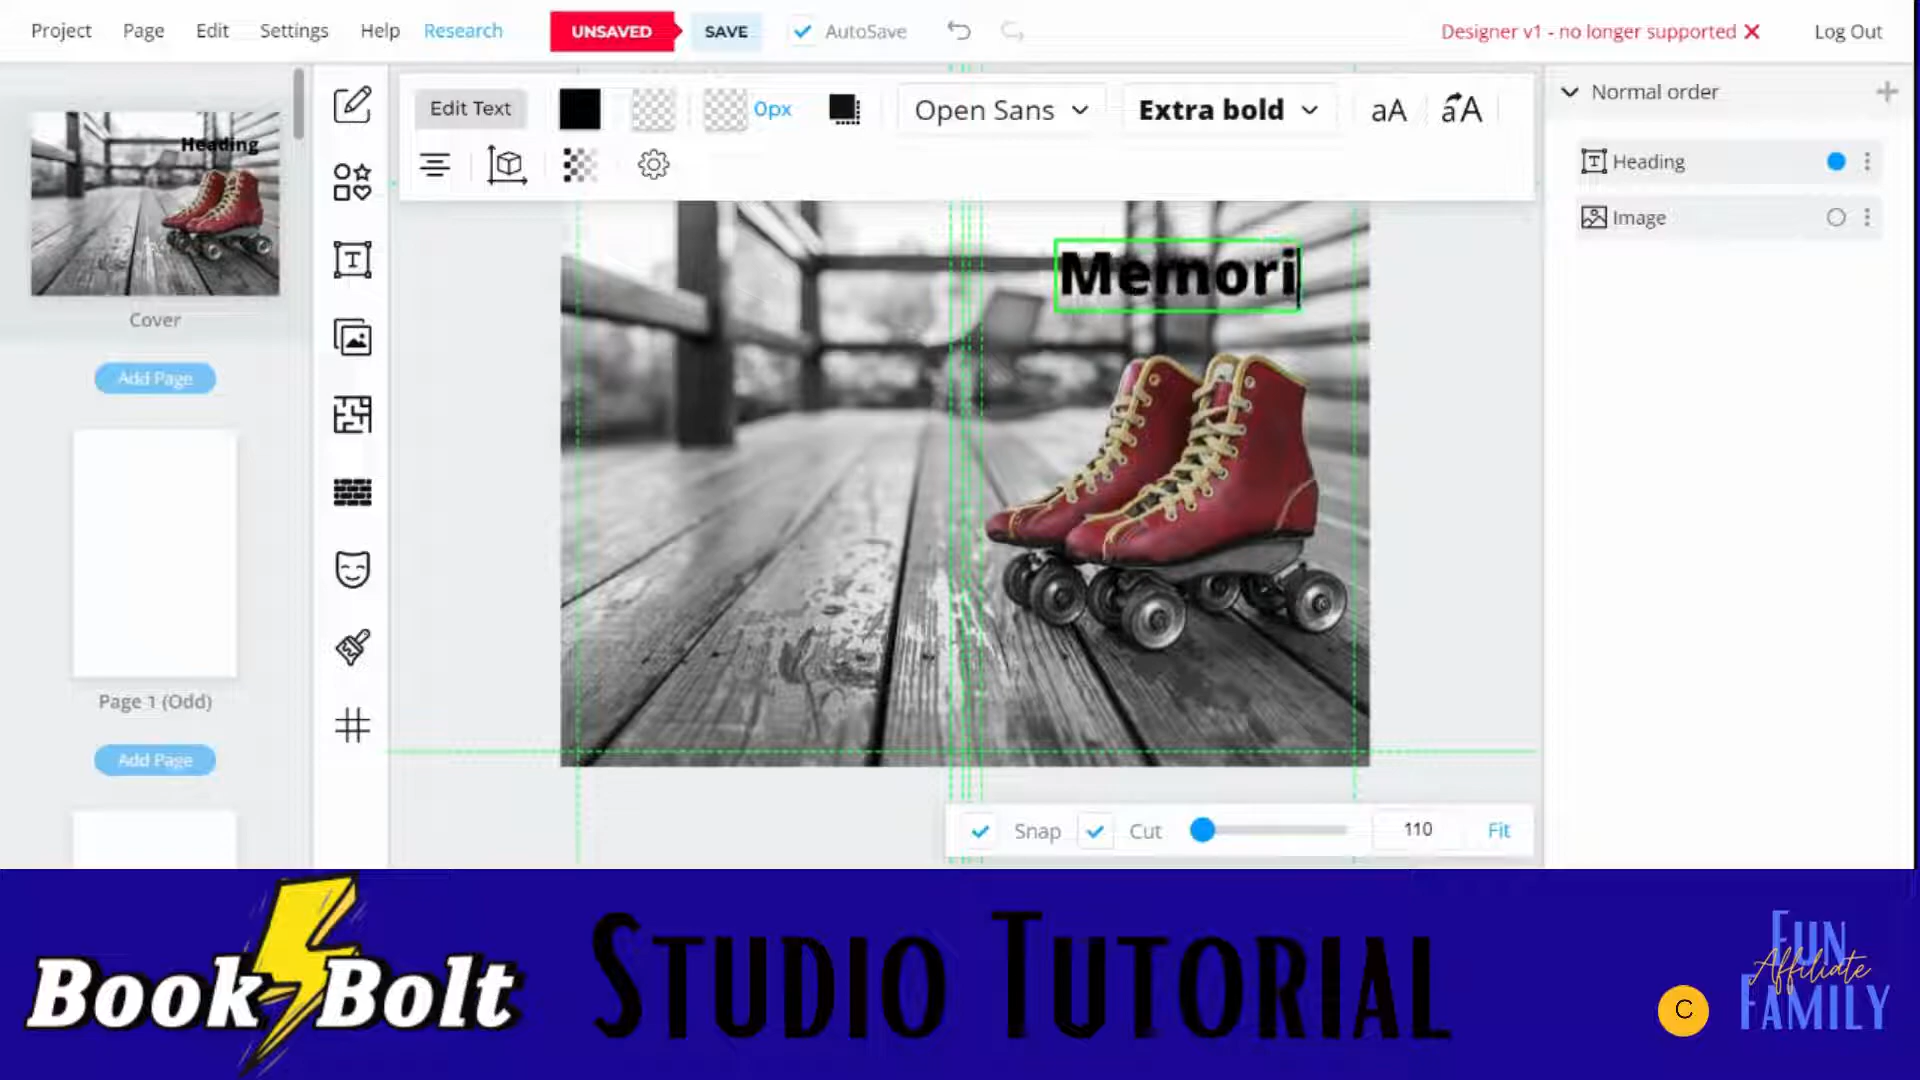 Project Page Edit Settings Help Research UNSAVED SAVE AutoSave Designer v1 - no longer supported Log Out
Heading
Cover
Add Page
Page 1 (Odd)
Add Page
Edit Text 0px Open Sans Extra bold aA aA
Memori
Snap Cut 110 Fit
Normal order
Heading
Image
Book Bolt
STUDIO TUTORIAL
C
FUN
Affiliate
FAMILY